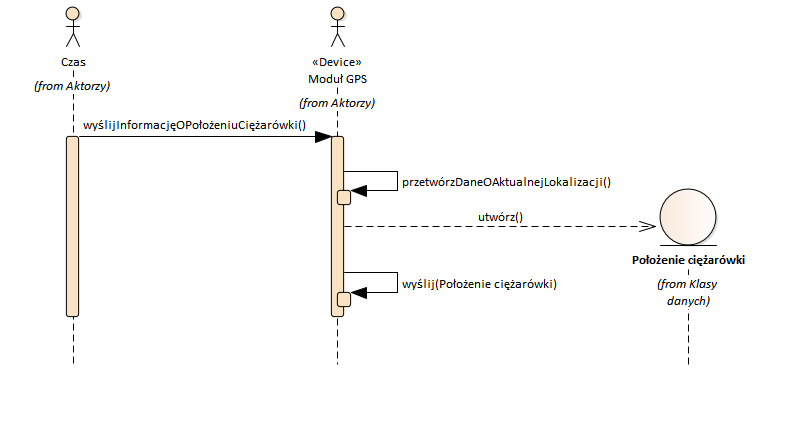 Czas
(from Aktorzy)
«Device»
Moduł GPS
(from Aktorzy)
wyślijInformacjęOPołożeniuCiężarówki()
przetwórzDaneOAktualnejLokalizacji()
utwórz()
Położenie ciężarówki
(from Klasy
danych)
wyślij(Położenie ciężarówki)